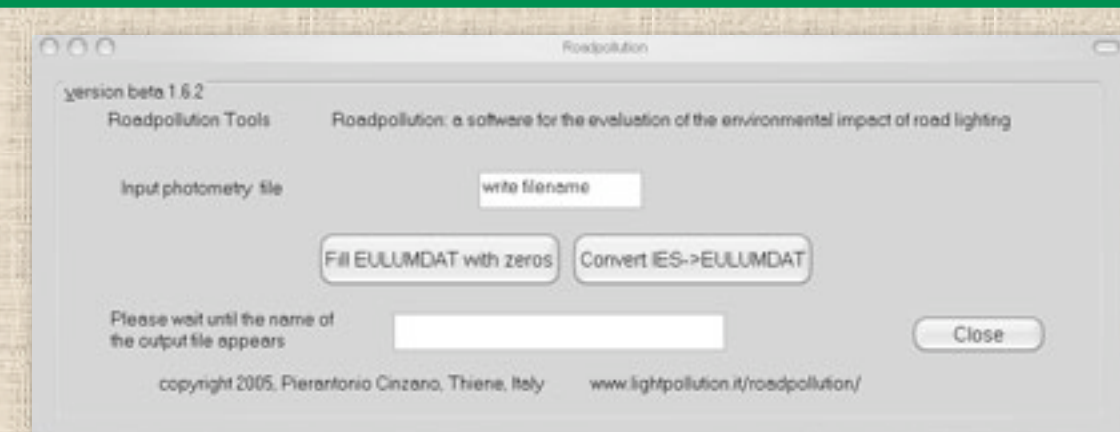 Roadpollution
version beta 1.6.2
Roadpollution Tools Roadpollution: a software for the evaluation of the environmental impact of road lighting
Input photometry file write filename
Fill EULUMDAT with zeros Convert IES->EULUMDAT
Please wait until the name of
the output file appears
Close
copyright 2005, Pierantonio Cinzano, Thiene, Italy www.lightpollution.it/roadpollution/